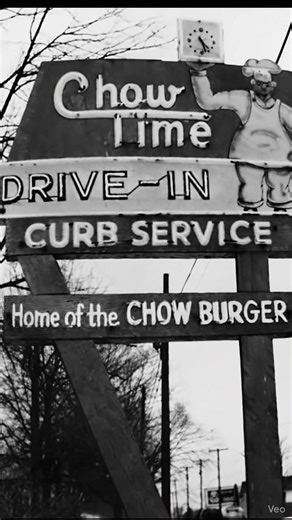 Chow
Time
DRIVE-IN
CURB SERVICE
Home of the CHOW BURGER
Veo